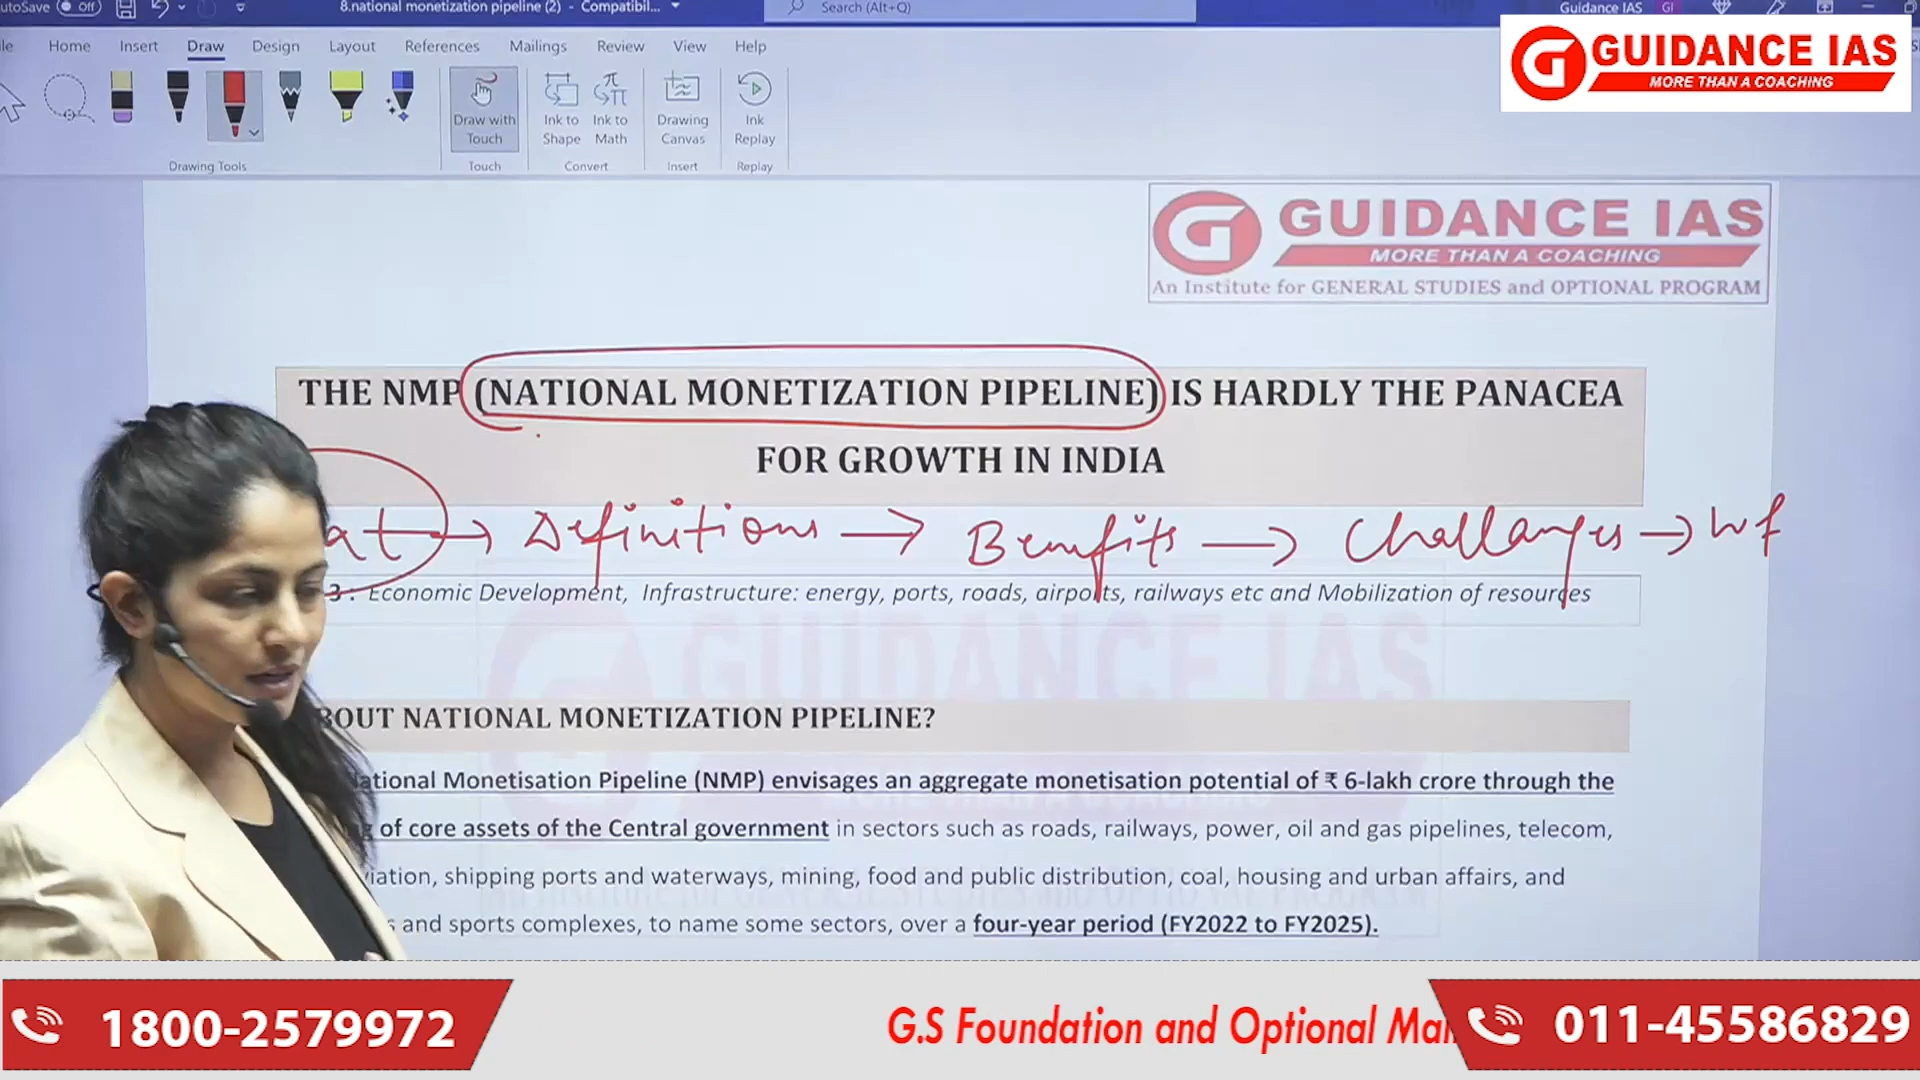 utoSave Off 8.national monetization pipeline (2) - Compatibil... Search (Alt+Q) Guidance IAS GI
le Home Insert Draw Design Layout References Mailings Review View Help
GUIDANCE IAS
MORE THAN A COACHING
Draw with Touch
Ink to Shape
Ink to Math
Drawing Canvas
Ink Replay
Drawing Tools Touch Convert Insert Replay
GUIDANCE IAS
MORE THAN A COACHING
An Institute for GENERAL STUDIES and OPTIONAL PROGRAM
THE NMP (NATIONAL MONETIZATION PIPELINE) IS HARDLY THE PANACEA
FOR GROWTH IN INDIA
at → Definitions → Benefits → Challanges → Wf
3 : Economic Development, Infrastructure: energy, ports, roads, airports, railways etc and Mobilization of resources
GUIDANCE IAS
BOUT NATIONAL MONETIZATION PIPELINE?
ational Monetisation Pipeline (NMP) envisages an aggregate monetisation potential of ₹ 6-lakh crore through the
g of core assets of the Central government in sectors such as roads, railways, power, oil and gas pipelines, telecom,
viation, shipping ports and waterways, mining, food and public distribution, coal, housing and urban affairs, and
s and sports complexes, to name some sectors, over a four-year period (FY2022 to FY2025).
1800-2579972
G.S Foundation and Optional Mai
011-45586829